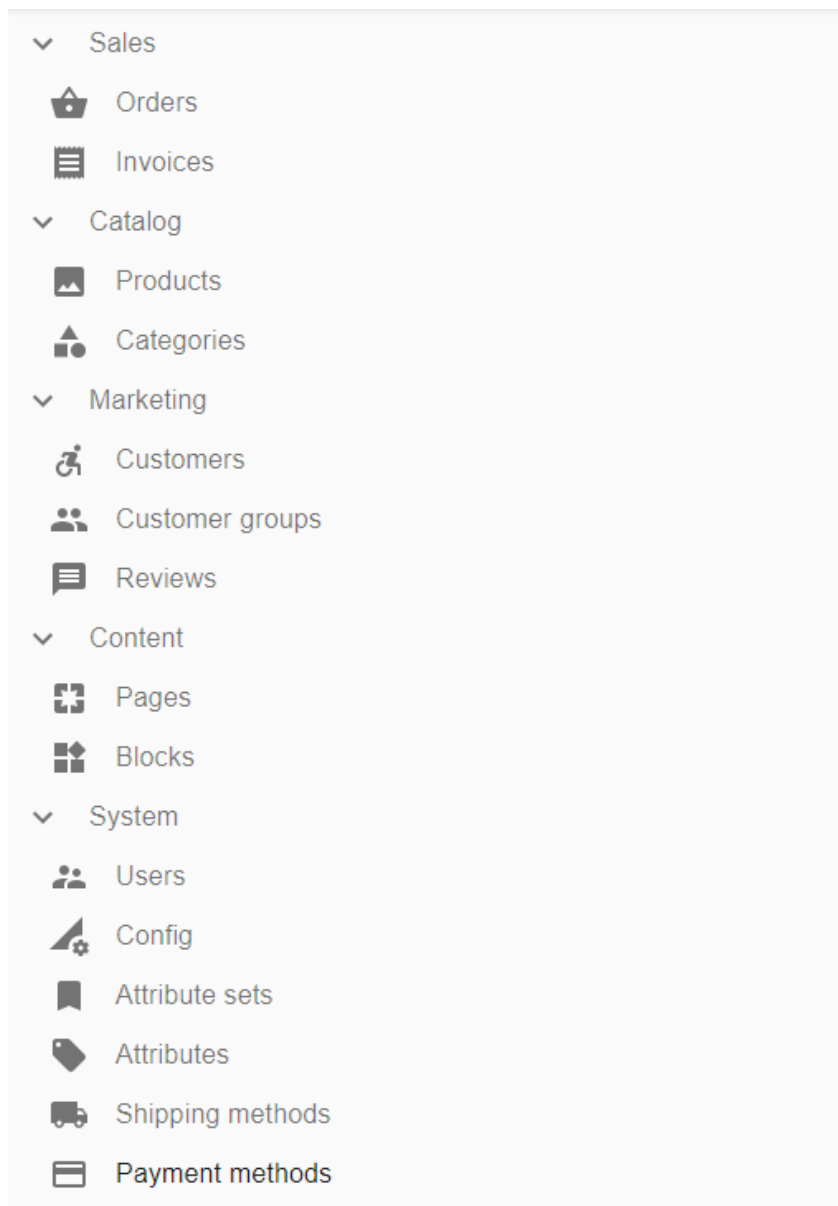 Sales
Orders
Invoices
Catalog
Products
Categories
Marketing
Customers
Customer groups
Reviews
Content
Pages
Blocks
System
Users
Config
Attribute sets
Attributes
Shipping methods
Payment methods